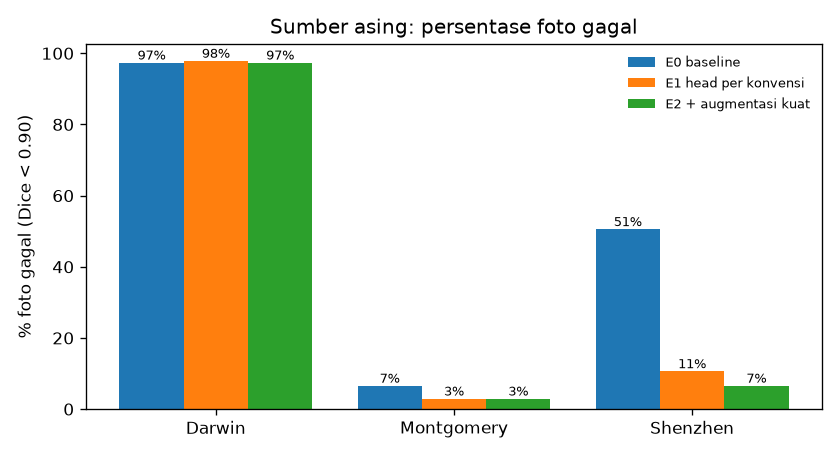 Sumber asing: persentase foto gagal
% foto gagal (Dice < 0.90)
100
80
60
40
20
0
97%
98%
97%
7%
3%
3%
51%
11%
7%
E0 baseline
E1 head per konvensi
E2 + augmentasi kuat
Darwin
Montgomery
Shenzhen